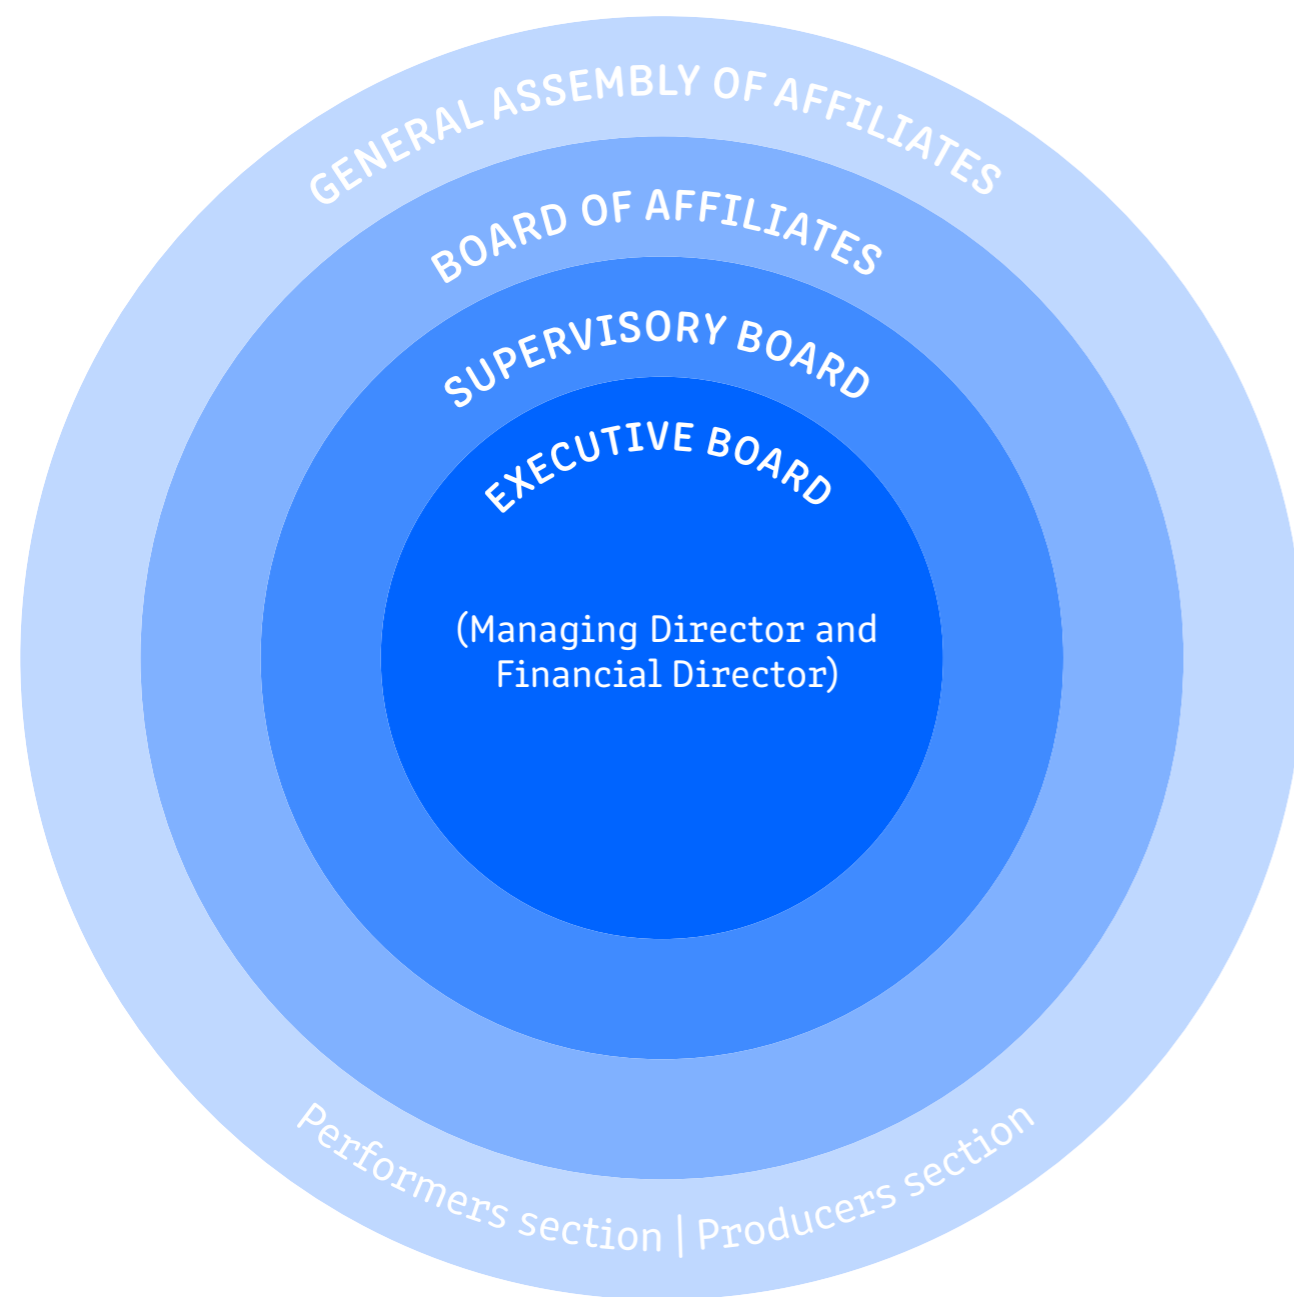 GENERAL ASSEMBLY OF AFFILIATES
BOARD OF AFFILIATES
SUPERVISORY BOARD
EXECUTIVE BOARD
(Managing Director and
Financial Director)
Performers section | Producers section